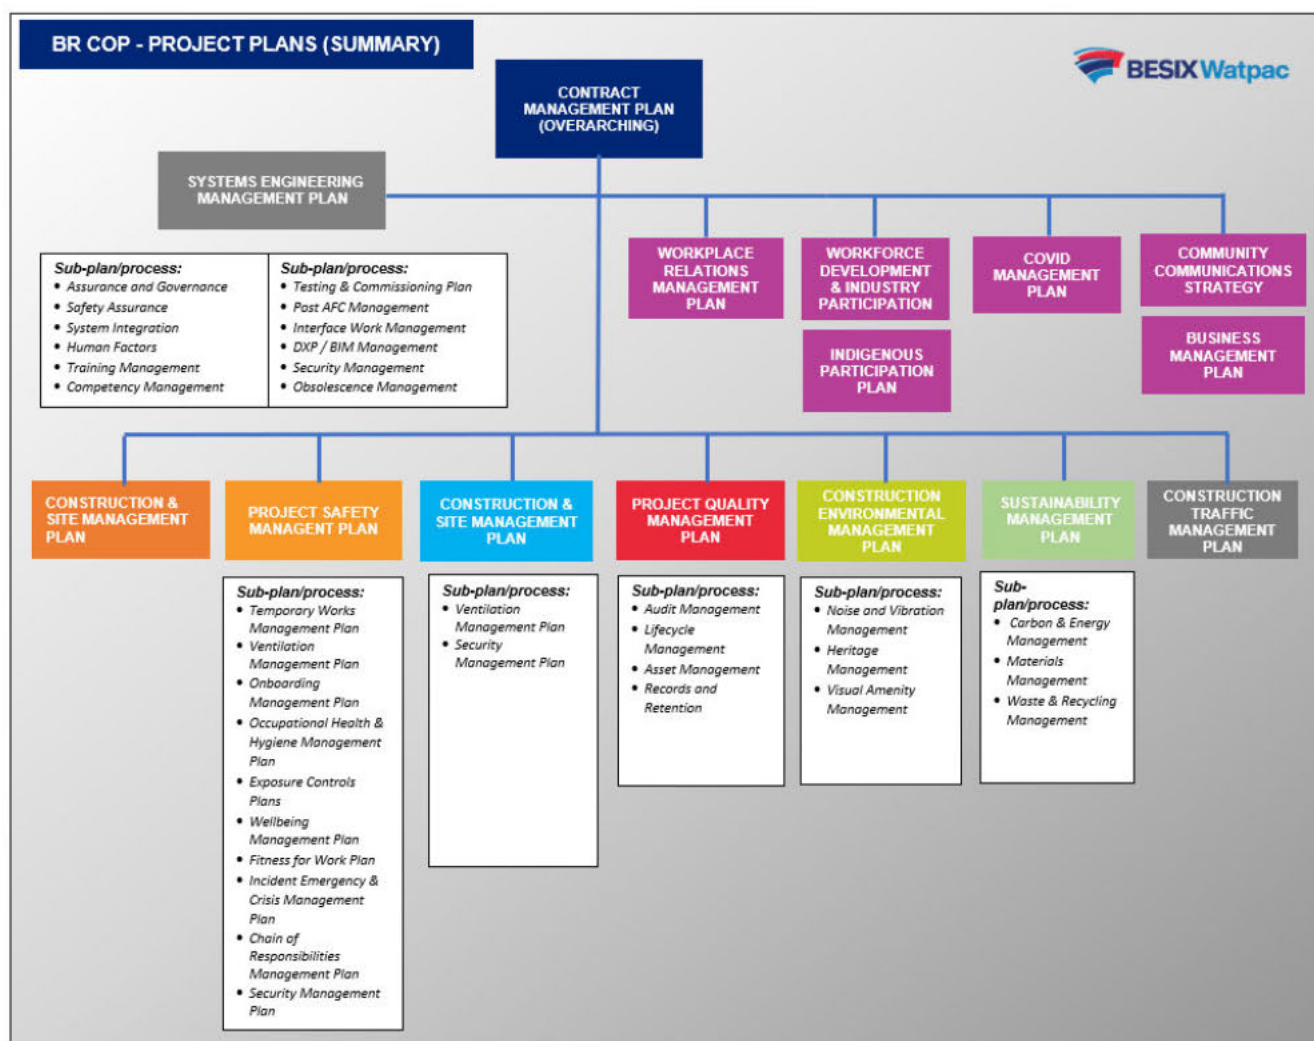 BR COP - PROJECT PLANS (SUMMARY)
BESIX Watpac
CONTRACT
MANAGEMENT PLAN
(OVERARCHING)
SYSTEMS ENGINEERING
MANAGEMENT PLAN
Sub-plan/process:
• Assurance and Governance
• Safety Assurance
• System Integration
• Human Factors
• Training Management
• Competency Management
Sub-plan/process:
• Testing & Commissioning Plan
• Post AFC Management
• Interface Work Management
• DXP / BIM Management
• Security Management
• Obsolescence Management
WORKPLACE
RELATIONS
MANAGEMENT
PLAN
WORKFORCE
DEVELOPMENT
& INDUSTRY
PARTICIPATION
INDIGENOUS
PARTICIPATION
PLAN
COVID
MANAGEMENT
PLAN
COMMUNITY
COMMUNICATIONS
STRATEGY
BUSINESS
MANAGEMENT
PLAN
CONSTRUCTION &
SITE MANAGEMENT
PLAN
PROJECT SAFETY
MANAGENT PLAN
Sub-plan/process:
• Temporary Works
Management Plan
• Ventilation
Management Plan
• Onboarding
Management Plan
• Occupational Health &
Hygiene Management
Plan
• Exposure Controls
Plans
• Wellbeing
Management Plan
• Fitness for Work Plan
• Incident Emergency &
Crisis Management
Plan
• Chain of
Responsibilities
Management Plan
• Security Management
Plan
CONSTRUCTION &
SITE MANAGEMENT
PLAN
Sub-plan/process:
• Ventilation
Management Plan
• Security
Management Plan
PROJECT QUALITY
MANAGEMENT
PLAN
Sub-plan/process:
• Audit Management
• Lifecycle
Management
• Asset Management
• Records and
Retention
CONSTRUCTION
ENVIRONMENTAL
MANAGEMENT
PLAN
Sub-plan/process:
• Noise and Vibration
Management
• Heritage
Management
• Visual Amenity
Management
SUSTAINABILITY
MANAGEMENT
PLAN
Sub-
plan/process:
• Carbon & Energy
Management
• Materials
Management
• Waste & Recycling
Management
CONSTRUCTION
TRAFFIC
MANAGEMENT
PLAN